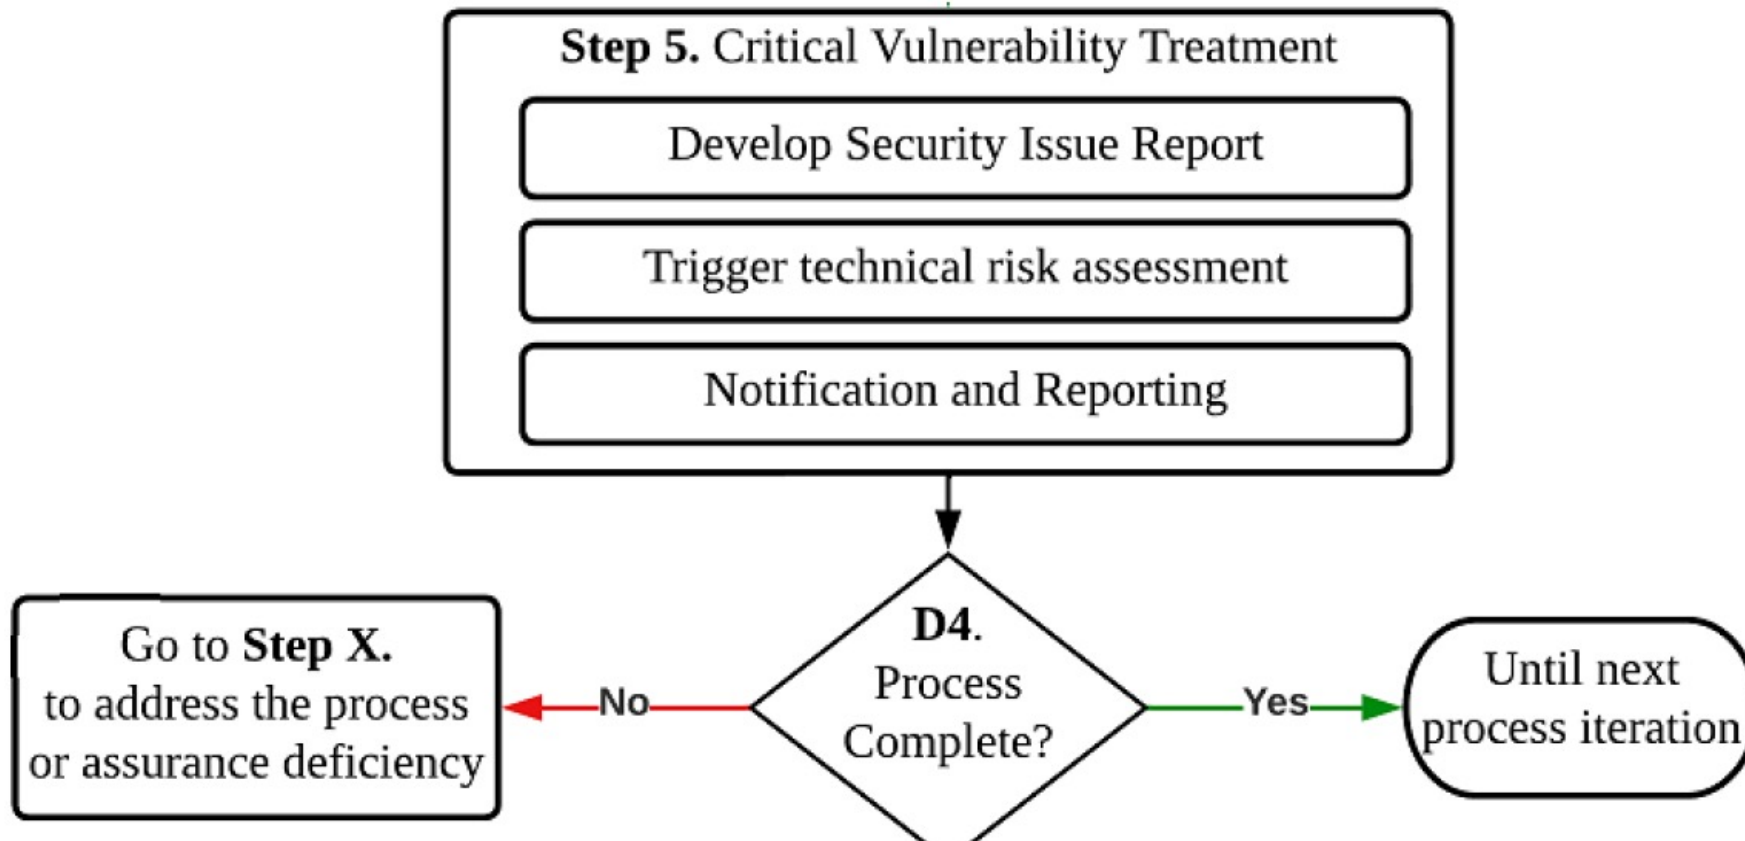 Step 5. Critical Vulnerability Treatment
Develop Security Issue Report
Trigger technical risk assessment
Notification and Reporting
Go to Step X.
to address the process
or assurance deficiency
No
D4.
Process
Complete?
Yes
Until next
process iteration